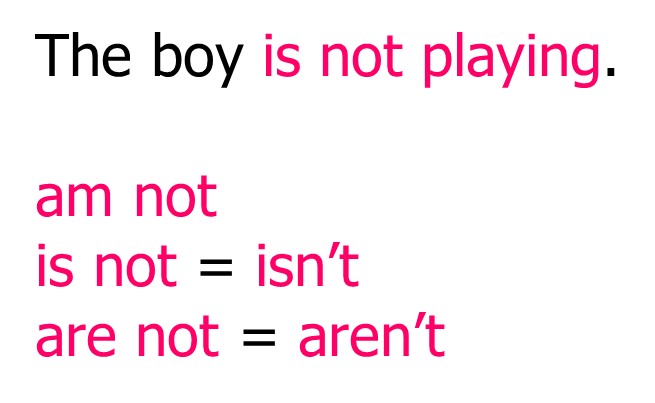 The boy is not playing.
am not
is not = isn’t
are not = aren’t